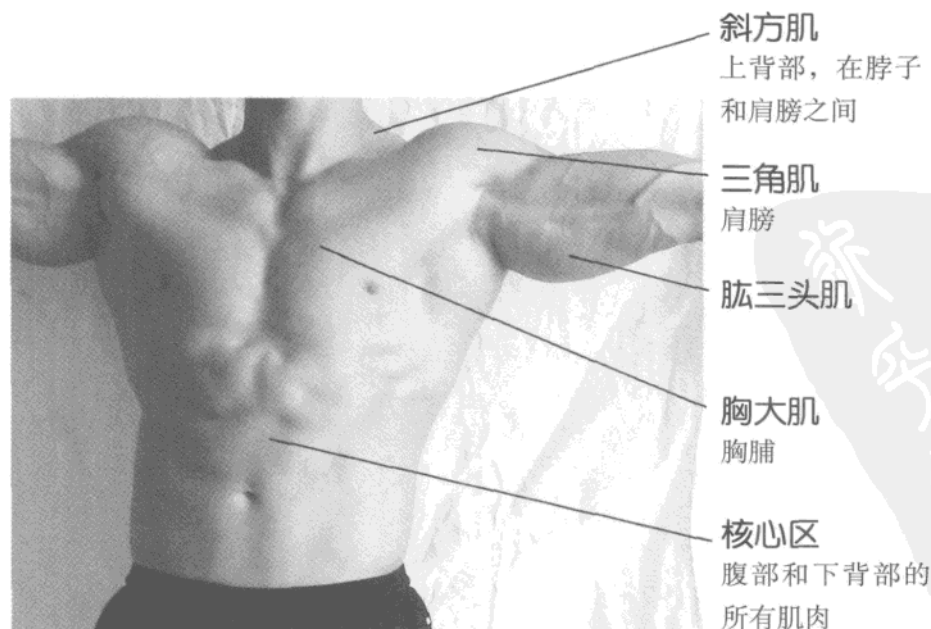 斜方肌
上背部，在脖子
和肩膀之间
三角肌
肩膀
肱三头肌
胸大肌
胸脯
核心区
腹部和下背部的
所有肌肉